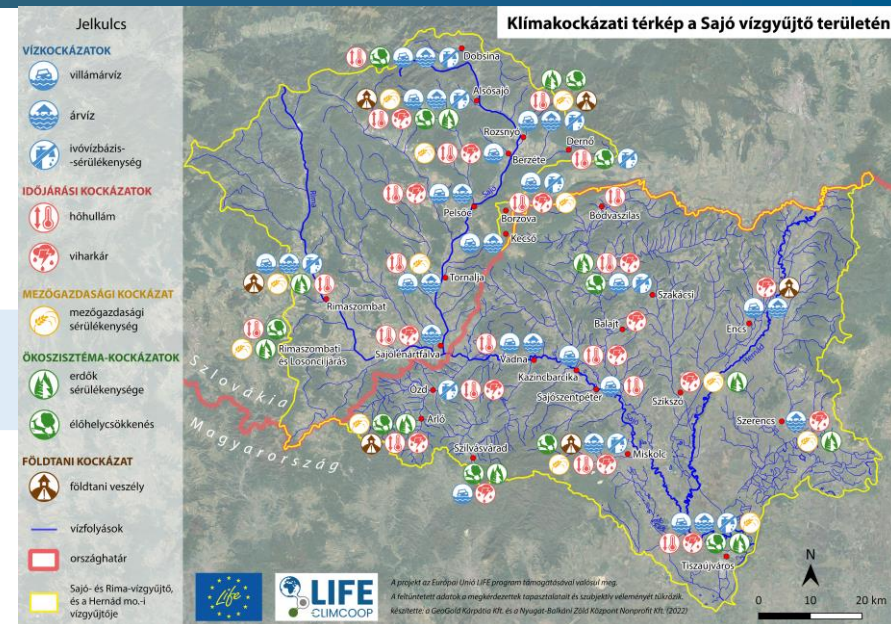 Jelkulcs
VÍZKOCKÁZATOK
villámárvíz
árvíz
ivóvízbázis-
-sérülékenység
IDŐJÁRÁSI KOCKÁZATOK
hőhullám
viharkár
MEZŐGAZDASÁGI KOCKÁZAT
mezőgazdasági
sérülékenység
ÖKOSZISZTÉMA-KOCKÁZATOK
erdők
sérülékenysége
élőhelycsökkenés
FÖLDTANI KOCKÁZAT
földtani veszély
vízfolyások
országhatár
Sajó- és Rima-vízgyűjtő,
és a Hernád mo.-i
vízgyűjtője
Klímakockázati térkép a Sajó vízgyűjtő területén
Dobsina
Alsósajó
Rozsnyó
Dernő
Berzete
Sajó
Rima
Pelsőc
Borzova
Bódvaszilas
Kecső
Tornalja
Rimaszombat
Szakácsi
Balajt
Encs
Hernád
Rimaszombati
és Losonci járás
Sajólénártfalva
Vadna
Kazincbarcika
Sajószentpéter
Szikszó
Ózd
Arló
Szerencs
Szilvásvárad
Miskolc
Tiszaújváros
Szlovákia
Magyarország
Life
LIFE
CLIMCOOP
A projekt az Európai Unió LIFE program támogatásával valósul meg.
A feltüntetett adatok a megkérdezettek tapasztalatait és szubjektív véleményét tükrözik.
Készítette: a GeoGold Kárpátia Kft. és a Nyugat-Balkáni Zöld Központ Nonprofit Kft. (2022)
N
0 10 20 km